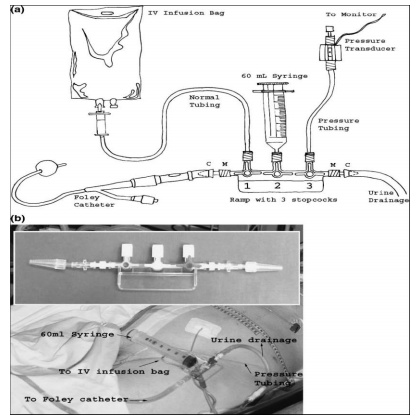 (a)
IV Infusion Bag
To Monitor
Pressure
Transducer
60 mL Syringe
Normal
Tubing
Pressure
Tubing
C M
M C
1 2 3
Foley
Catheter
Ramp with 3 stopcocks
Urine
Drainage
(b)
60ml Syringe
Urine drainage
To IV infusion bag
Pressure
Tubing
To Foley catheter